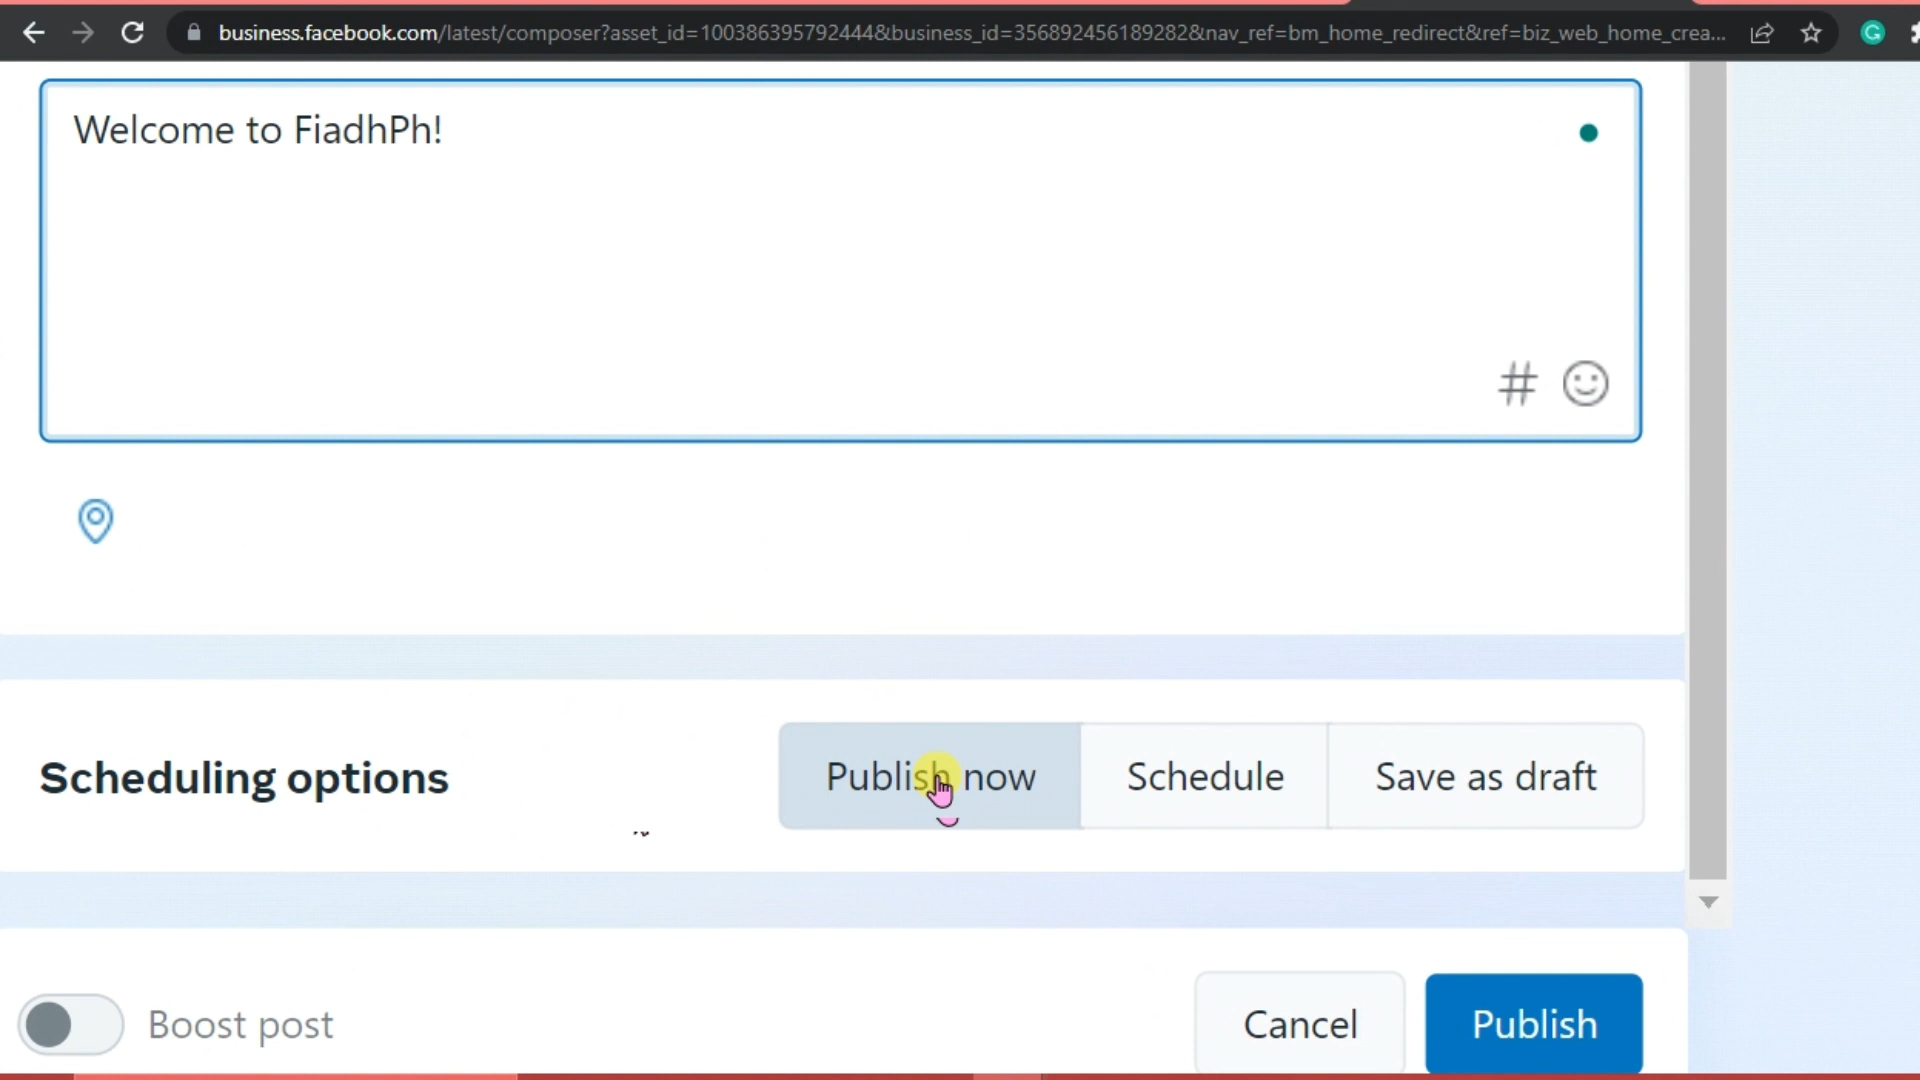 business.facebook.com/latest/composer?asset_id=100386395792444&business_id=356892456189282&nav_ref=bm_home_redirect&ref=biz_web_home_crea...
Welcome to FiadhPh!
Scheduling options
Publish now
Schedule
Save as draft
Boost post
Cancel
Publish